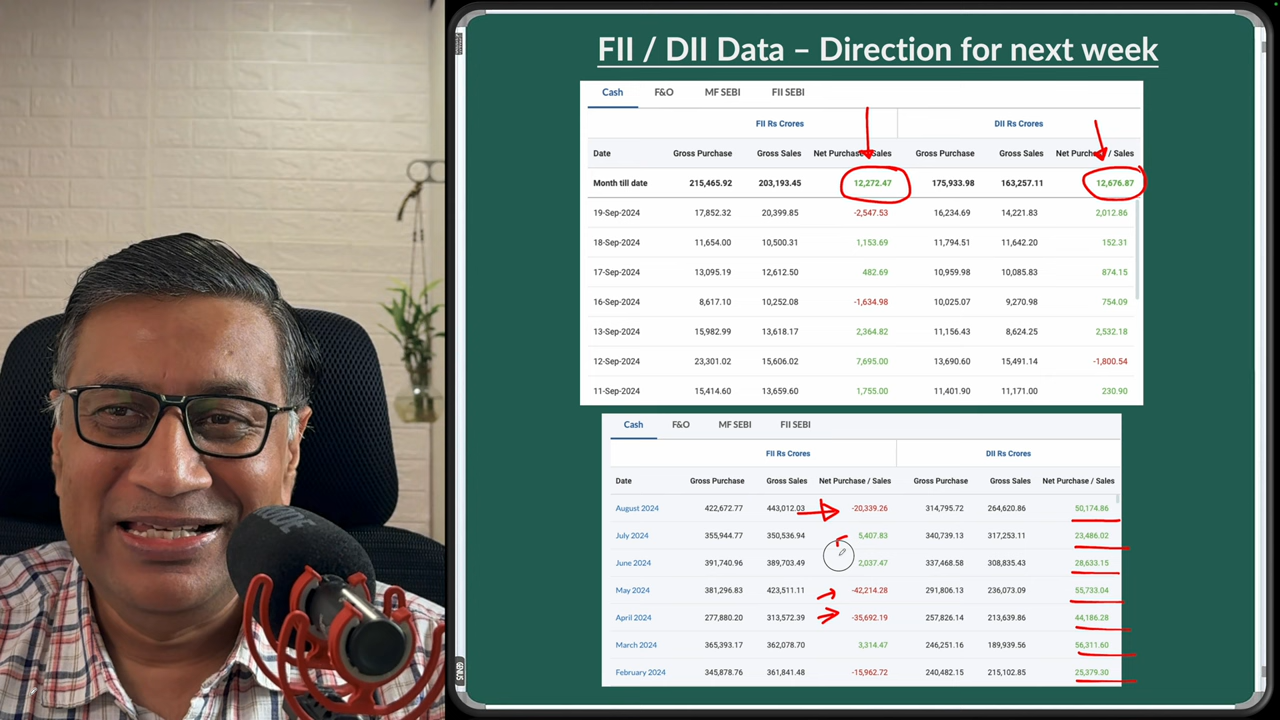 FII / DII Data – Direction for next week
Cash F&O MF SEBI FII SEBI
FII Rs Crores DII Rs Crores
Date Gross Purchase Gross Sales Net Purchase / Sales Gross Purchase Gross Sales Net Purchase / Sales
Month till date 215,465.92 203,193.45 12,272.47 175,933.98 163,257.11 12,676.87
19-Sep-2024 17,852.32 20,399.85 -2,547.53 16,234.69 14,221.83 2,012.86
18-Sep-2024 11,654.00 10,500.31 1,153.69 11,794.51 11,642.20 152.31
17-Sep-2024 13,095.19 12,612.50 482.69 10,959.98 10,085.83 874.15
16-Sep-2024 8,617.10 10,252.08 -1,634.98 10,025.07 9,270.98 754.09
13-Sep-2024 15,982.99 13,618.17 2,364.82 11,156.43 8,624.25 2,532.18
12-Sep-2024 23,301.02 15,606.02 7,695.00 13,690.60 15,491.14 -1,800.54
11-Sep-2024 15,414.60 13,659.60 1,755.00 11,401.90 11,171.00 230.90
Cash F&O MF SEBI FII SEBI
FII Rs Crores DII Rs Crores
Date Gross Purchase Gross Sales Net Purchase / Sales Gross Purchase Gross Sales Net Purchase / Sales
August 2024 422,672.77 443,012.03 -20,339.26 314,795.72 264,620.86 50,174.86
July 2024 355,944.77 350,536.94 5,407.83 340,739.13 317,253.11 23,486.02
June 2024 391,740.96 389,703.49 2,037.47 337,468.58 308,835.43 28,633.15
May 2024 381,296.83 423,511.11 -42,214.28 291,806.13 236,073.09 55,733.04
April 2024 277,880.20 313,572.39 -35,692.19 257,826.14 213,639.86 44,186.28
March 2024 365,393.17 362,078.70 3,314.47 246,251.16 189,939.56 56,311.60
February 2024 345,878.76 361,841.48 -15,962.72 240,482.15 215,102.85 25,379.30